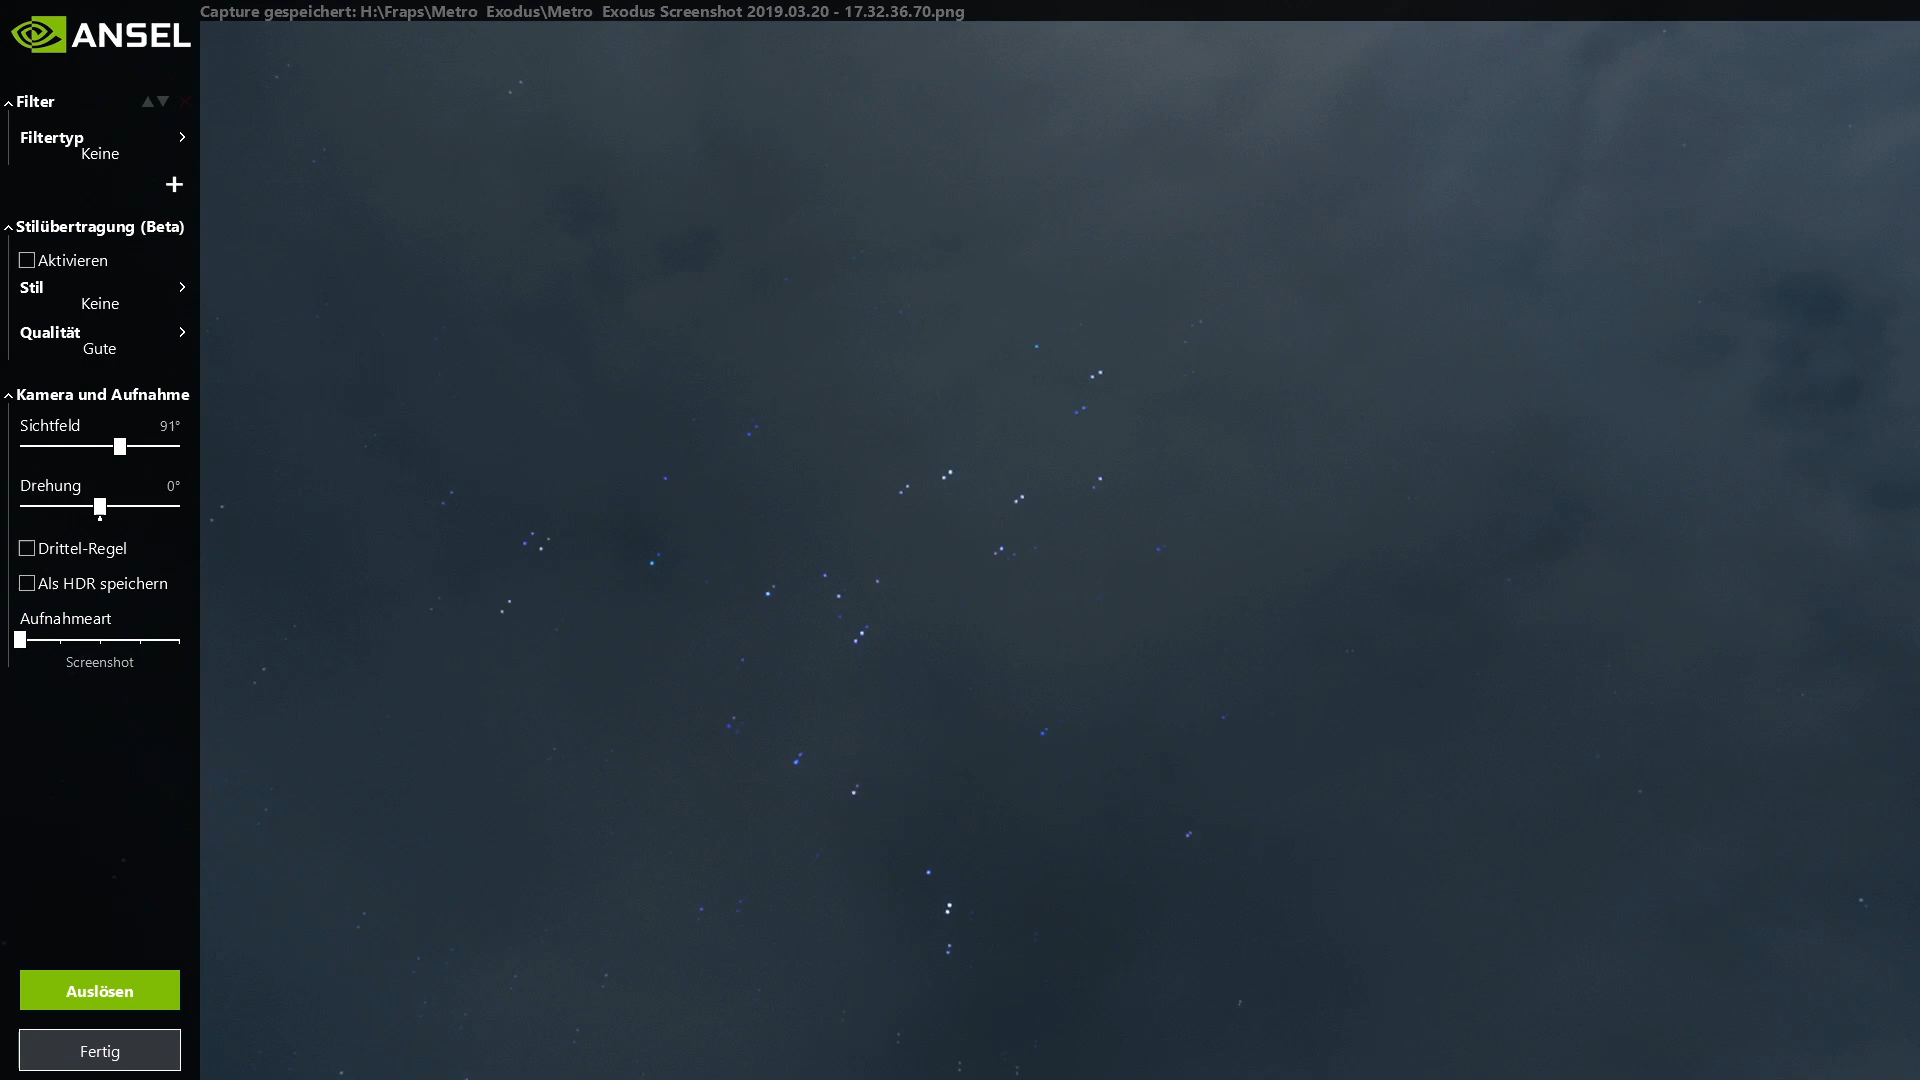 Capture gespeichert: H:\Fraps\Metro Exodus\Metro Exodus Screenshot 2019.03.20 - 17.32.36.70.png
ANSEL
Filter
Filtertyp
Keine
Stilübertragung (Beta)
Aktivieren
Stil
Keine
Qualität
Gute
Kamera und Aufnahme
Sichtfeld 91°
Drehung 0°
Drittel-Regel
Als HDR speichern
Aufnahmeart
Screenshot
Auslösen
Fertig